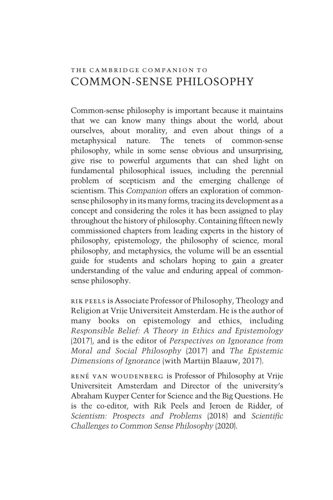 THE CAMBRIDGE COMPANION TO
COMMON-SENSE PHILOSOPHY
Common-sense philosophy is important because it maintains
that we can know many things about the world, about
ourselves, about morality, and even about things of a
metaphysical nature. The tenets of common-sense
philosophy, while in some sense obvious and unsurprising,
give rise to powerful arguments that can shed light on
fundamental philosophical issues, including the perennial
problem of scepticism and the emerging challenge of
scientism. This Companion offers an exploration of common-
sense philosophy in its many forms, tracing its development as a
concept and considering the roles it has been assigned to play
throughout the history of philosophy. Containing fifteen newly
commissioned chapters from leading experts in the history of
philosophy, epistemology, the philosophy of science, moral
philosophy, and metaphysics, the volume will be an essential
guide for students and scholars hoping to gain a greater
understanding of the value and enduring appeal of common-
sense philosophy.
RIK PEELS is Associate Professor of Philosophy, Theology and
Religion at Vrije Universiteit Amsterdam. He is the author of
many books on epistemology and ethics, including
Responsible Belief: A Theory in Ethics and Epistemology
(2017), and is the editor of Perspectives on Ignorance from
Moral and Social Philosophy (2017) and The Epistemic
Dimensions of Ignorance (with Martijn Blaauw, 2017).
RENÉ VAN WOUDENBERG is Professor of Philosophy at Vrije
Universiteit Amsterdam and Director of the university's
Abraham Kuyper Center for Science and the Big Questions. He
is the co-editor, with Rik Peels and Jeroen de Ridder, of
Scientism: Prospects and Problems (2018) and Scientific
Challenges to Common Sense Philosophy (2020).